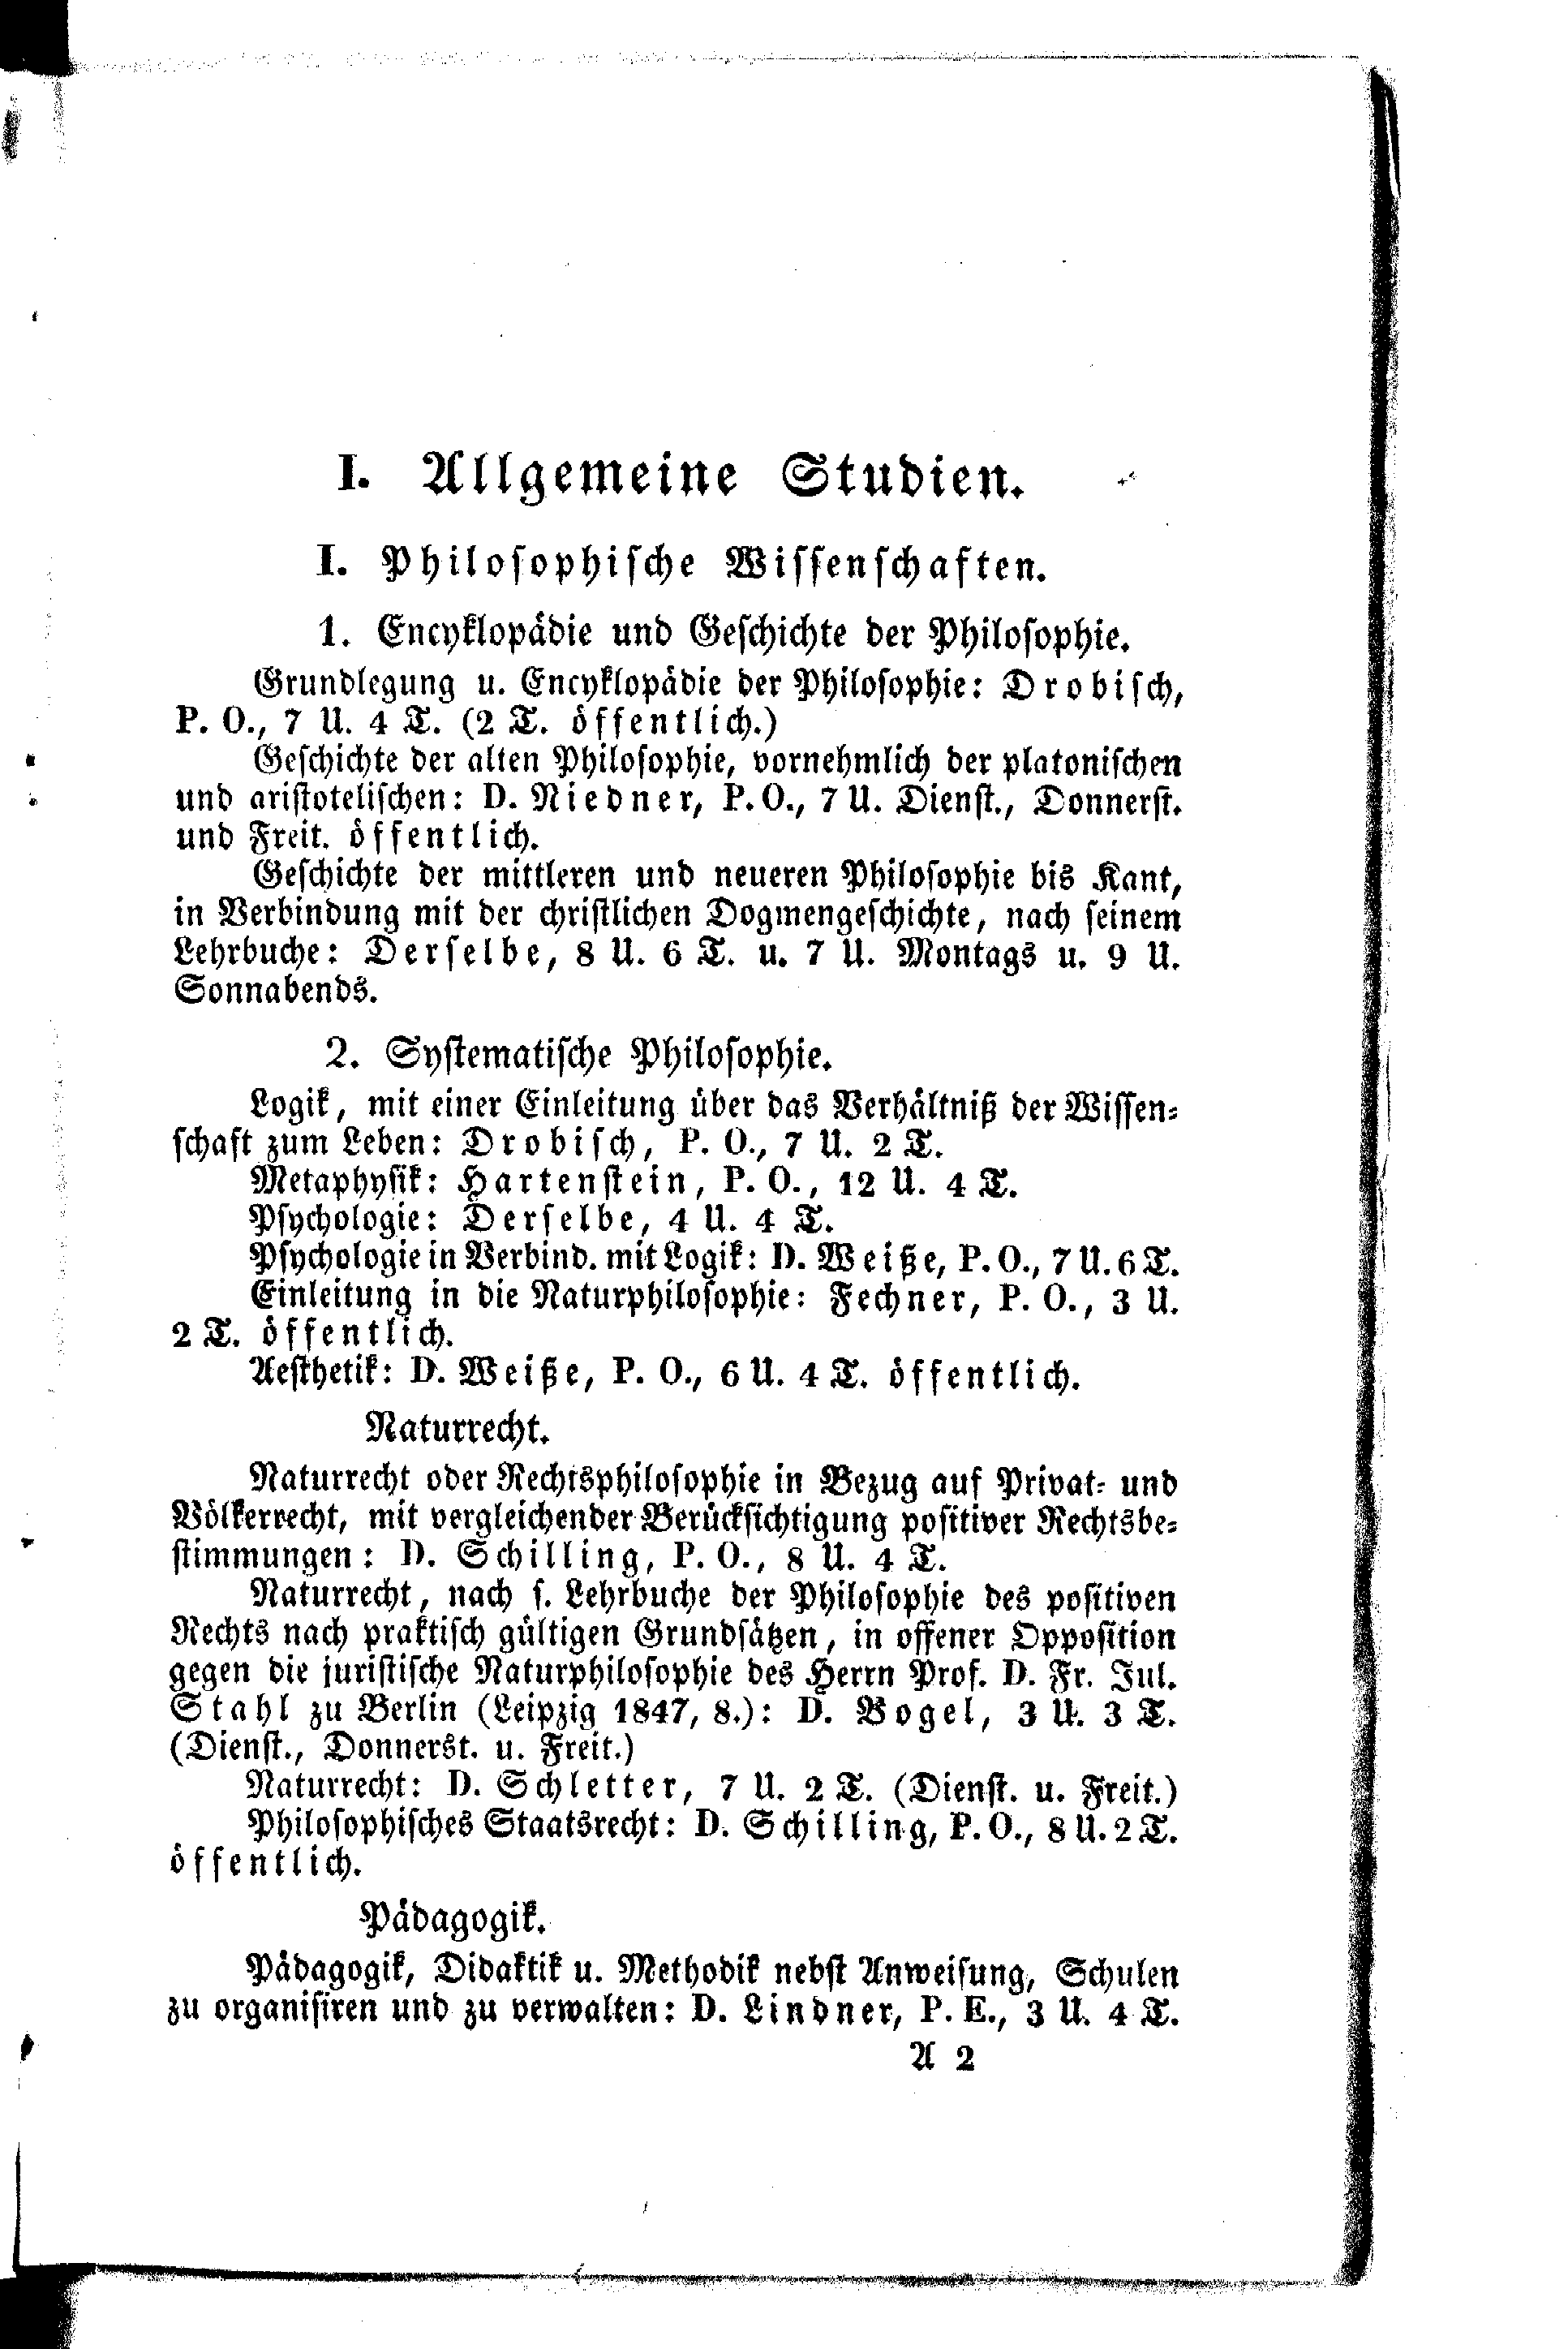 I. Allgemeine Studien.
I. Philosophische Wissenschaften.
1. Encyklopädie und Geschichte der Philosophie.
Grundlegung u. Encyklopädie der Philosophie: Drobisch,
P. O., 7 U. 4 T. (2 T. öffentlich.)
Geschichte der alten Philosophie, vornehmlich der platonischen
und aristotelischen: D. Niedner, P. O., 7 U. Dienst., Donnerst.
und Freit. öffentlich.
Geschichte der mittleren und neueren Philosophie bis Kant,
in Verbindung mit der christlichen Dogmengeschichte, nach seinem
Lehrbuche: Derselbe, 8 U. 6 T. u. 7 U. Montags u. 9 U.
Sonnabends.
2. Systematische Philosophie.
Logik, mit einer Einleitung über das Verhältniß der Wissen-
schaft zum Leben: Drobisch, P. O., 7 U. 2 T.
Metaphysik: Hartenstein, P. O., 12 U. 4 T.
Psychologie: Derselbe, 4 U. 4 T.
Psychologie in Verbind. mit Logik: D. Weiße, P. O., 7 U. 6 T.
Einleitung in die Naturphilosophie: Fechner, P. O., 3 U.
2 T. öffentlich.
Aesthetik: D. Weiße, P. O., 6 U. 4 T. öffentlich.
Naturrecht.
Naturrecht oder Rechtsphilosophie in Bezug auf Privat- und
Völkerrecht, mit vergleichender Berücksichtigung positiver Rechtsbe-
stimmungen: D. Schilling, P. O., 8 U. 4 T.
Naturrecht, nach s. Lehrbuche der Philosophie des positiven
Rechts nach praktisch gültigen Grundsätzen, in offener Opposition
gegen die juristische Naturphilosophie des Herrn Prof. D. Fr. Jul.
Stahl zu Berlin (Leipzig 1847, 8.): D. Vogel, 3 U. 3 T.
(Dienst., Donnerst. u. Freit.)
Naturrecht: D. Schletter, 7 U. 2 T. (Dienst. u. Freit.)
Philosophisches Staatsrecht: D. Schilling, P. O., 8 U. 2 T.
öffentlich.
Pädagogik.
Pädagogik, Didaktik u. Methodik nebst Anweisung, Schulen
zu organisiren und zu verwalten: D. Lindner, P. E., 3 U. 4 T.
A 2